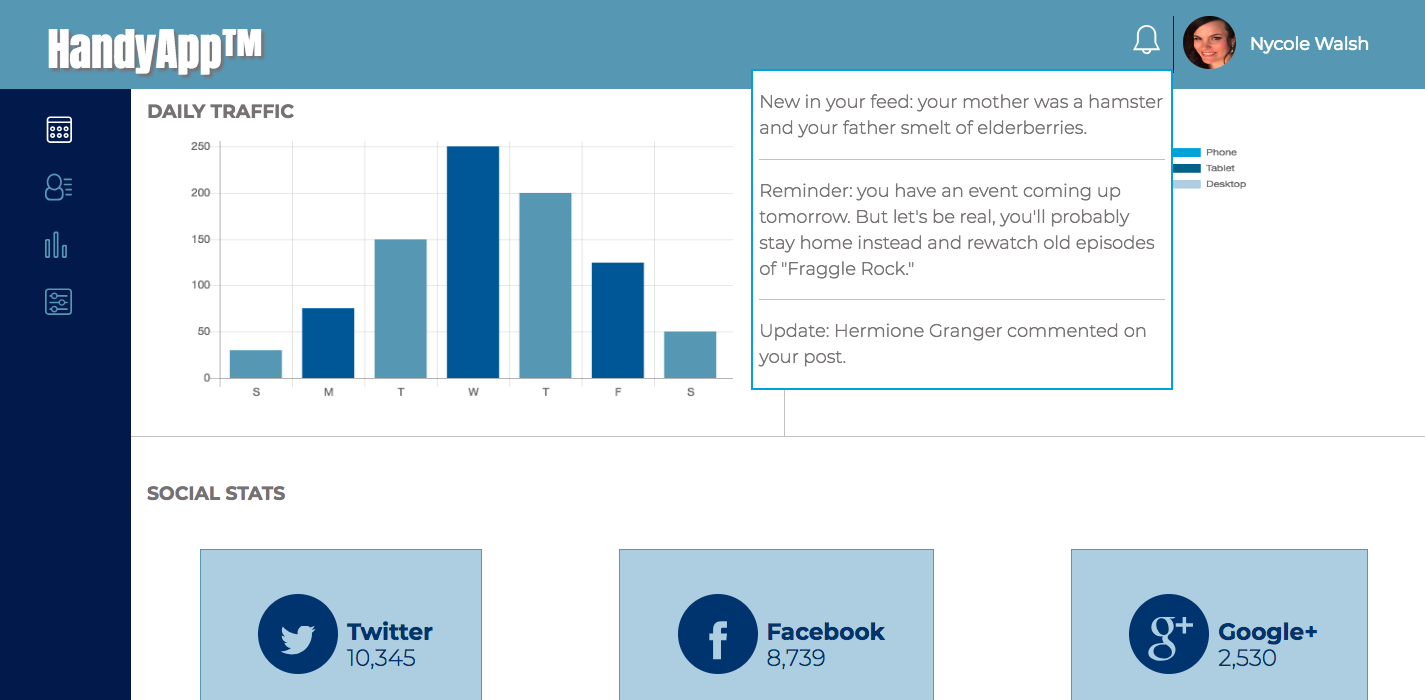 HandyApp™
Nycole Walsh
DAILY TRAFFIC
250
200
150
100
50
0
S M T W T F S
New in your feed: your mother was a hamster
and your father smelt of elderberries.
Reminder: you have an event coming up
tomorrow. But let's be real, you'll probably
stay home instead and rewatch old episodes
of "Fraggle Rock."
Update: Hermione Granger commented on
your post.
Phone
Tablet
Desktop
SOCIAL STATS
Twitter
10,345
Facebook
8,739
g+
Google+
2,530